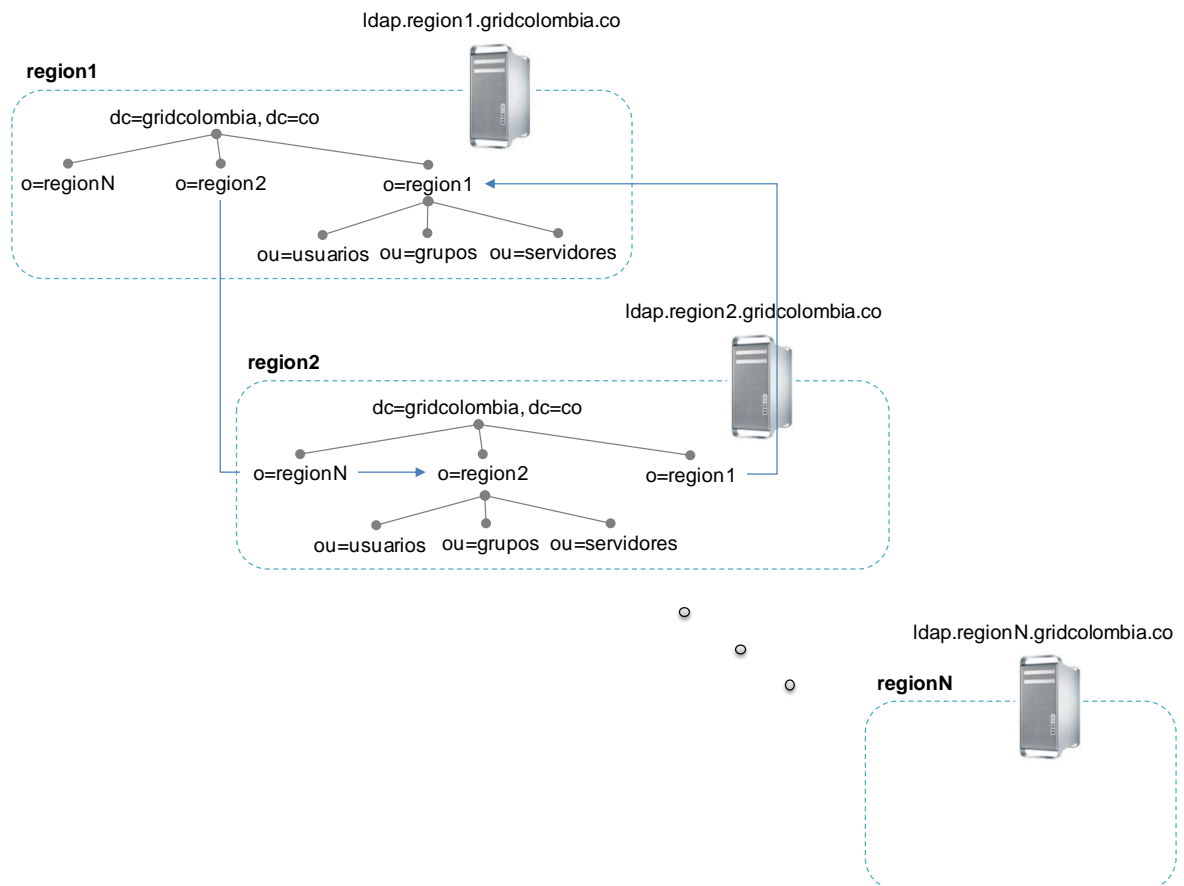 ldap.region1.gridcolombia.co
region1
dc=gridcolombia, dc=co
o=regionN o=region2 o=region1
ou=usuarios ou=grupos ou=servidores
ldap.region2.gridcolombia.co
region2
dc=gridcolombia, dc=co
o=regionN o=region2 o=region1
ou=usuarios ou=grupos ou=servidores
ldap.regionN.gridcolombia.co
regionN